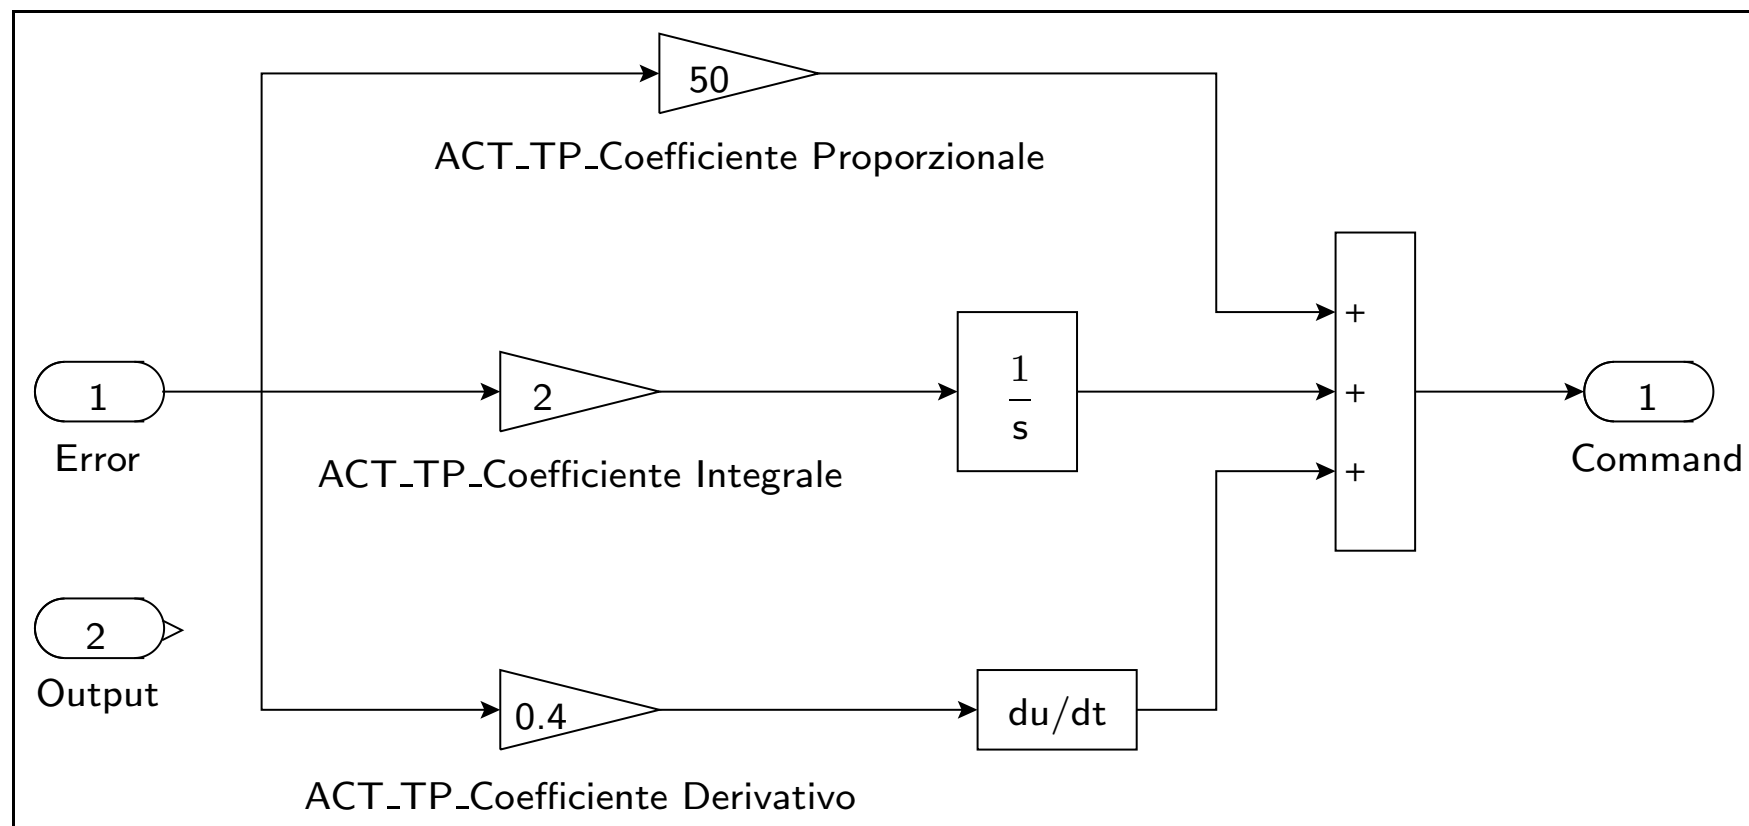 50
ACT_TP_Coefficiente Proporzionale
+
1
2
1
s
+
1
Error
ACT_TP_Coefficiente Integrale
+
Command
2
Output
0.4
du/dt
ACT_TP_Coefficiente Derivativo